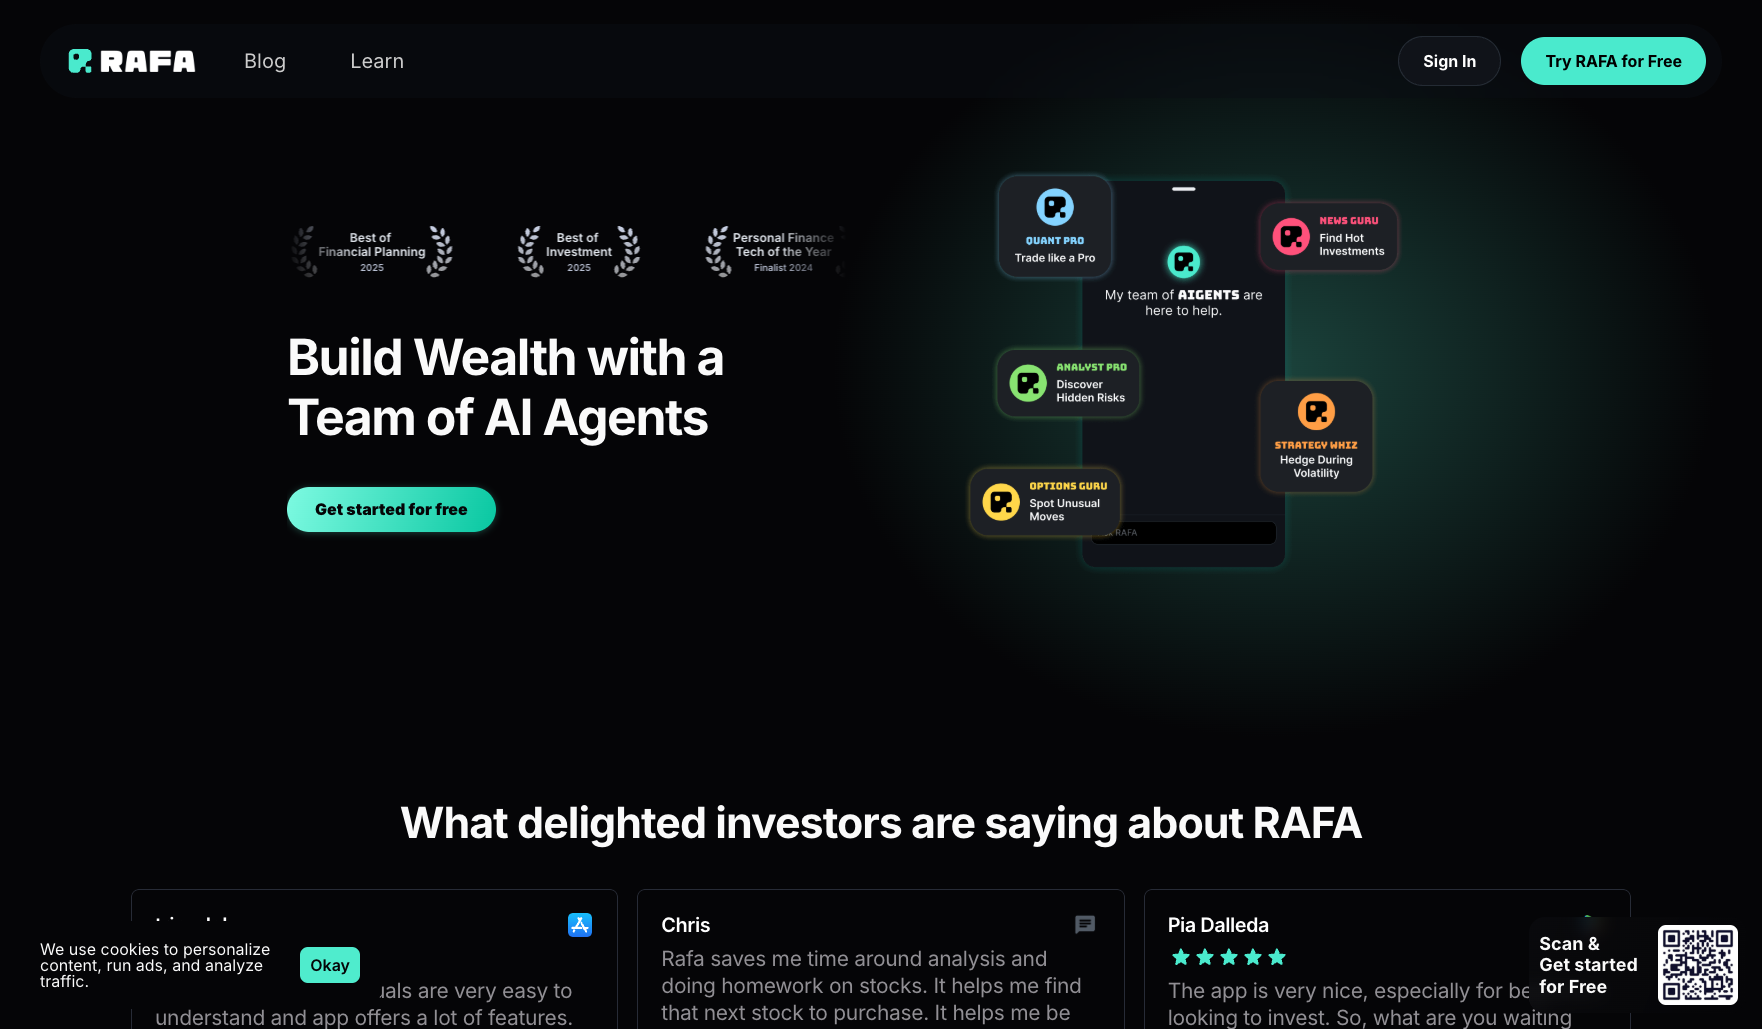 RAFA
Blog
Learn
Sign In
Try RAFA for Free
Best of
Financial Planning
2025
Best of
Investment
2025
Personal Finance
Tech of the Year
Finalist 2024
Build Wealth with a
Team of AI Agents
Get started for free
QUANT PRO
Trade like a Pro
NEWS GURU
Find Hot
Investments
My team of AIGENTS are
here to help.
ANALYST PRO
Discover
Hidden Risks
STRATEGY WHIZ
Hedge During
Volatility
OPTIONS GURU
Spot Unusual
Moves
RAFA
What delighted investors are saying about RAFA
are very easy to
understand and app offers a lot of features.
Chris
Rafa saves me time around analysis and
doing homework on stocks. It helps me find
that next stock to purchase. It helps me be
Pia Dalleda
The app is very nice, especially for
looking to invest. So, what are you waiting
We use cookies to personalize
content, run ads, and analyze
traffic.
Okay
Scan &
Get started
for Free